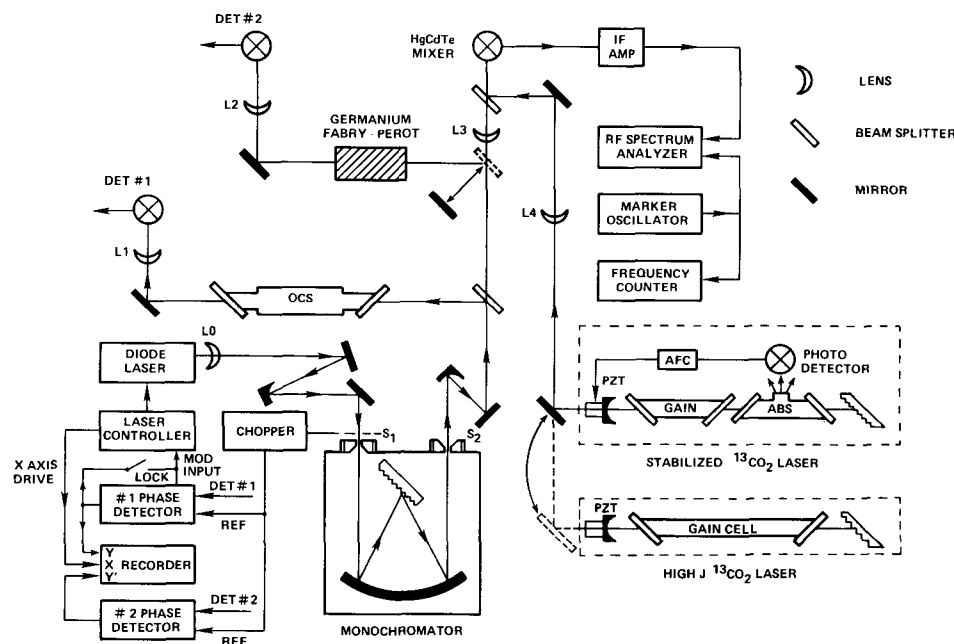 DET #2
HgCdTe
MIXER
IF
AMP
LENS
L2
GERMANIUM
FABRY - PEROT
L3
RF SPECTRUM
ANALYZER
BEAM SPLITTER
DET #1
L4
MARKER
OSCILLATOR
MIRROR
L1
OCS
FREQUENCY
COUNTER
L0
DIODE
LASER
AFC
PHOTO
DETECTOR
PZT
GAIN
ABS
LASER
CONTROLLER
CHOPPER
S1
S2
STABILIZED 13CO2 LASER
X AXIS
DRIVE
MOD
INPUT
LOCK
#1 PHASE
DETECTOR
DET#1
REF
PZT
GAIN CELL
Y
X RECORDER
Y'
HIGH J 13CO2 LASER
DET#2
#2 PHASE
DETECTOR
REF
MONOCHROMATOR